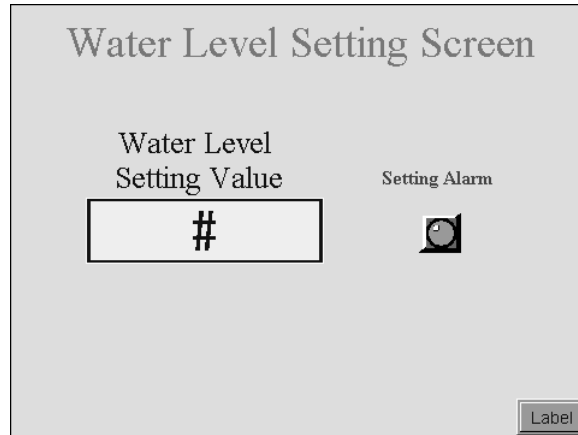 Water Level Setting Screen
Water Level
Setting Value
Setting Alarm
#
Label